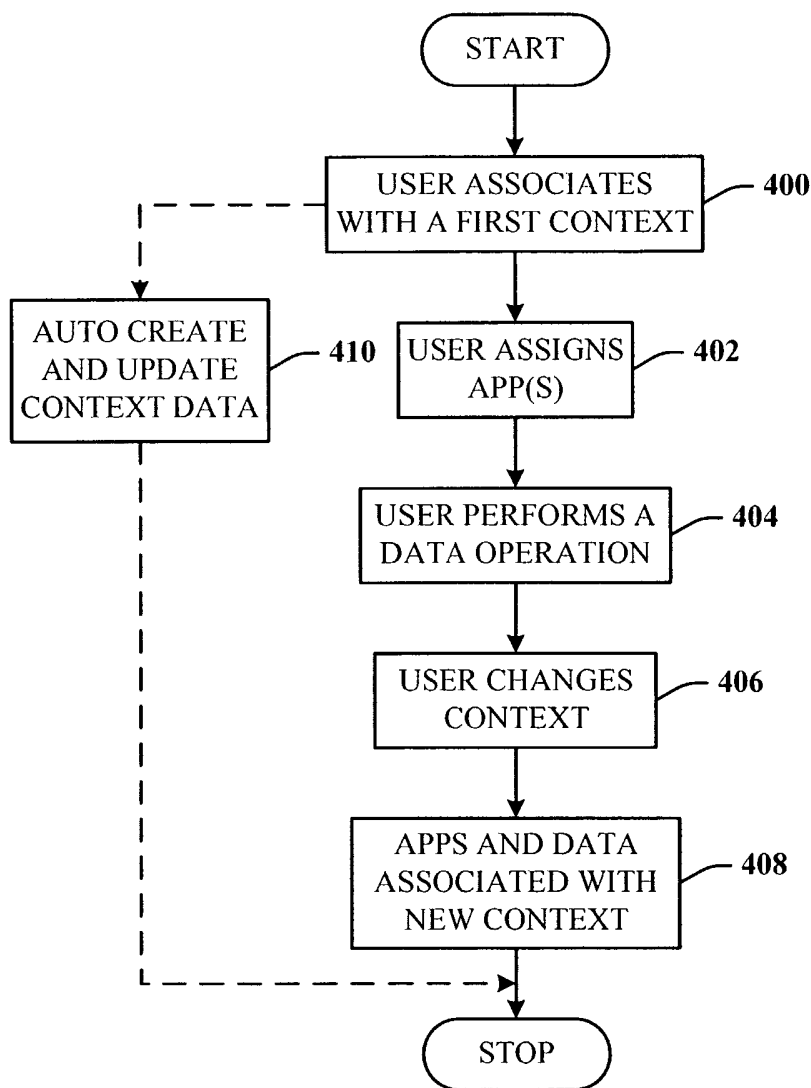 START
USER ASSOCIATES
WITH A FIRST CONTEXT
400
AUTO CREATE
AND UPDATE
CONTEXT DATA
410
USER ASSIGNS
APP(S)
402
USER PERFORMS A
DATA OPERATION
404
USER CHANGES
CONTEXT
406
APPS AND DATA
ASSOCIATED WITH
NEW CONTEXT
408
STOP